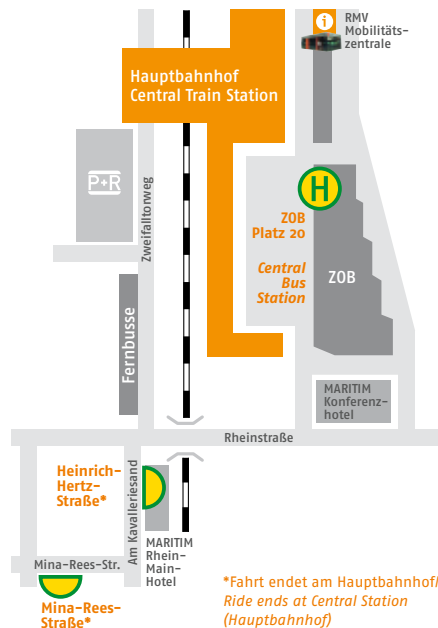 i
RMV
Mobilitäts-
zentrale
Hauptbahnhof
Central Train Station
P+R
Zweifalltorweg
H
ZOB
Platz 20
Central
Bus
Station
ZOB
Fernbusse
MARITIM
Konferenz-
hotel
Rheinstraße
Heinrich-
Hertz-
Straße*
Am Kavalleriesand
MARITIM
Rhein-
Main-
Hotel
Mina-Rees-Str.
Mina-Rees-
Straße*
*Fahrt endet am Hauptbahnhof!
Ride ends at Central Station
(Hauptbahnhof)